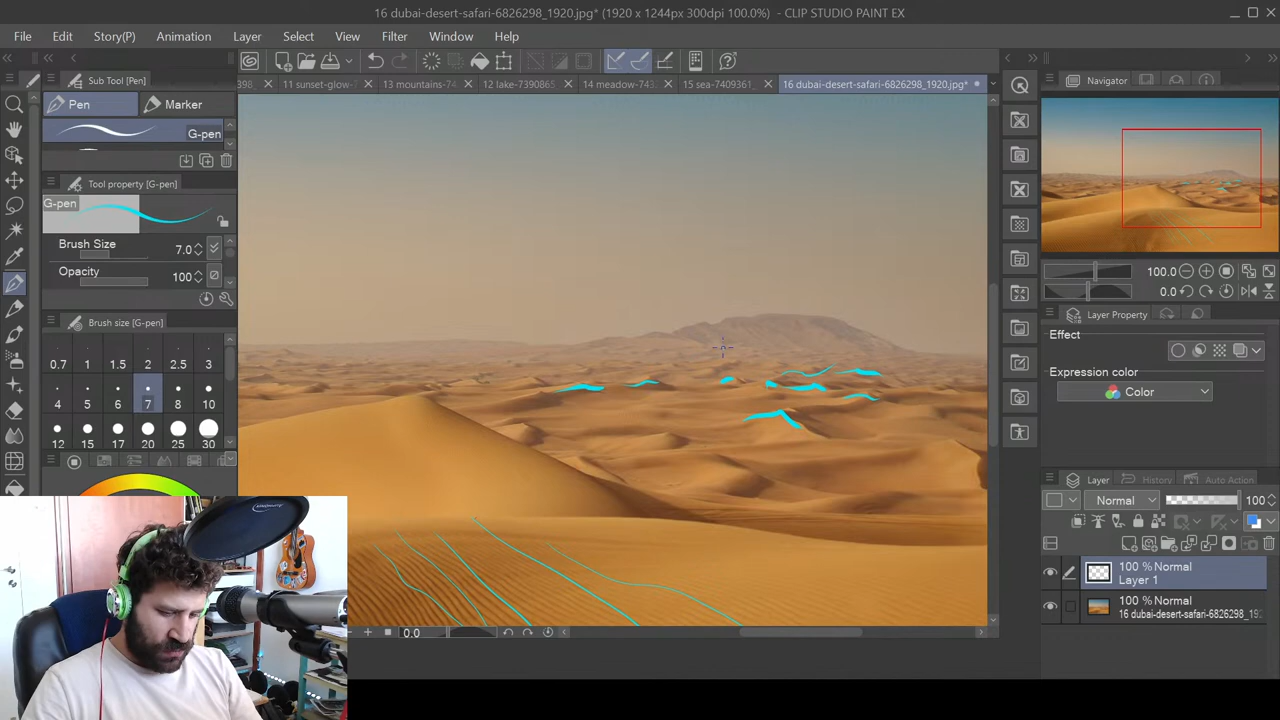 16 dubai-desert-safari-6826298_1920.jpg* (1920 x 1244px 300dpi 100.0%) - CLIP STUDIO PAINT EX
File Edit Story(P) Animation Layer Select View Filter Window Help
Sub Tool [Pen]
Pen Marker
G-pen
Tool property [G-pen]
G-pen
Brush Size 7.0
Opacity 100
Brush size [G-pen]
0.7 1 1.5 2 2.5 3
4 5 6 7 8 10
12 15 17 20 25 30
398_ 11 sunset-glow-7 13 mountains-74 12 lake-7390865 14 meadow-743 15 sea-7409361_ 16 dubai-desert-safari-6826298_1920.jpg*
0.0
Navigator
100.0
0.0
Layer Property
Effect
Expression color
Color
Layer History Auto Action
Normal 100
100 % Normal
Layer 1
100 % Normal
16 dubai-desert-safari-6826298_192